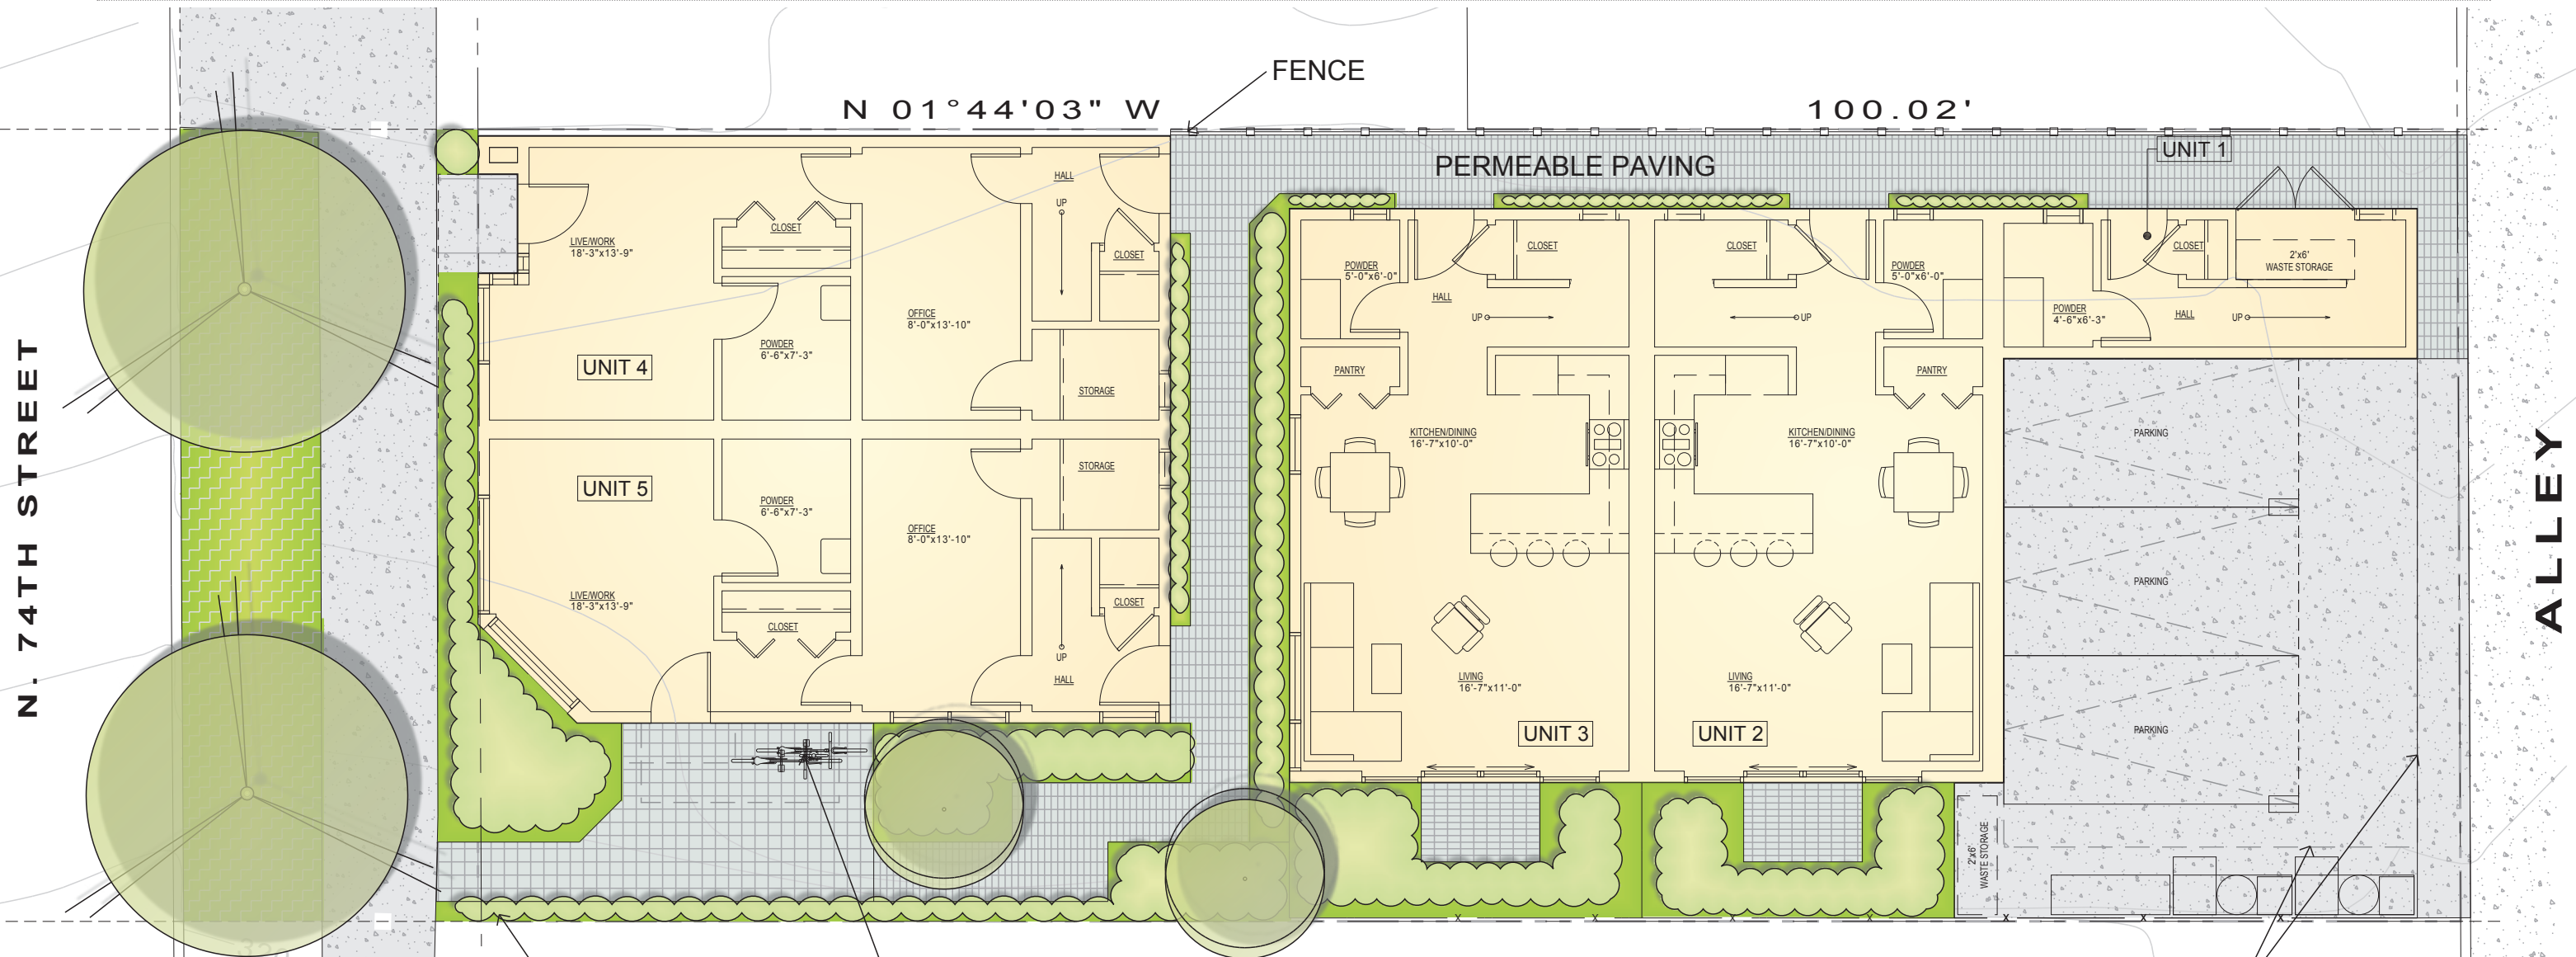 FENCE
N 01°44'03" W
100.02'
PERMEABLE PAVING
UNIT 1
N. 74TH STREET
ALLEY
LIVE/WORK
18'-3"x13'-9"
CLOSET
HALL
UP
CLOSET
OFFICE
8'-0"x13'-10"
POWDER
6'-6"x7'-3"
UNIT 4
STORAGE
UNIT 5
STORAGE
POWDER
6'-6"x7'-3"
OFFICE
8'-0"x13'-10"
LIVE/WORK
18'-3"x13'-9"
CLOSET
CLOSET
UP
HALL
POWDER
5'-0"x6'-0"
CLOSET
HALL
UP
PANTRY
KITCHEN/DINING
16'-7"x10'-0"
LIVING
16'-7"x11'-0"
UNIT 3
CLOSET
POWDER
5'-0"x6'-0"
UP
PANTRY
KITCHEN/DINING
16'-7"x10'-0"
LIVING
16'-7"x11'-0"
UNIT 2
CLOSET
2'x6'
WASTE STORAGE
POWDER
4'-6"x6'-3"
HALL
UP
PARKING
PARKING
PARKING
2'x6'
WASTE STORAGE